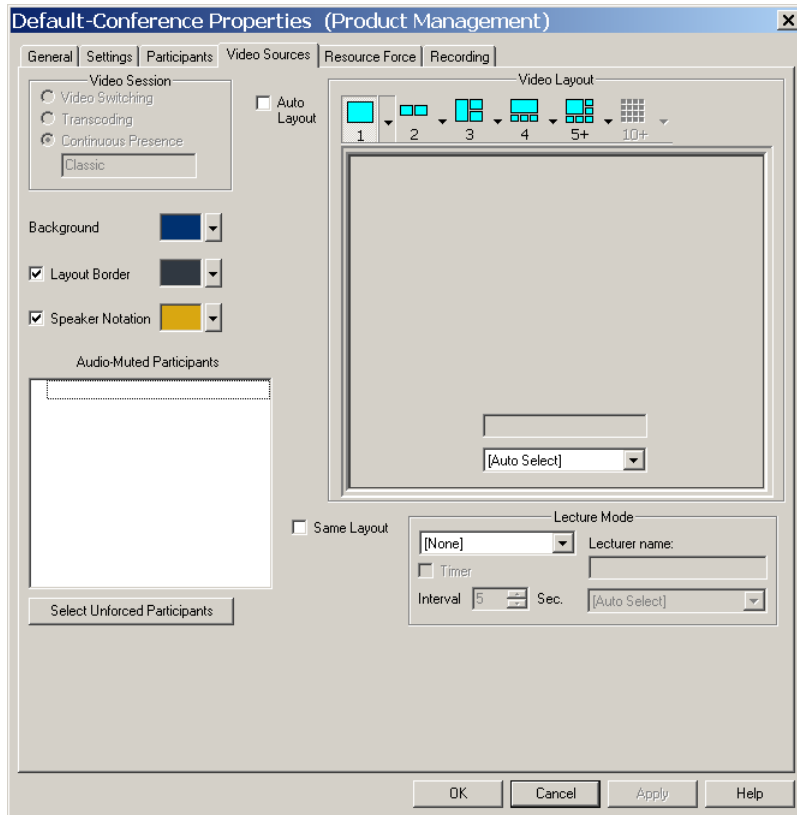 Default-Conference Properties (Product Management)
General Settings Participants Video Sources Resource Force Recording
Video Session
Video Switching
Transcoding
Continuous Presence
Classic
Auto
Layout
Video Layout
1 2 3 4 5+ 10+
Background
Layout Border
Speaker Notation
Audio-Muted Participants
[Auto Select]
Same Layout
Lecture Mode
[None]
Lecturer name:
Timer
Interval 5 Sec.
[Auto Select]
Select Unforced Participants
OK Cancel Apply Help